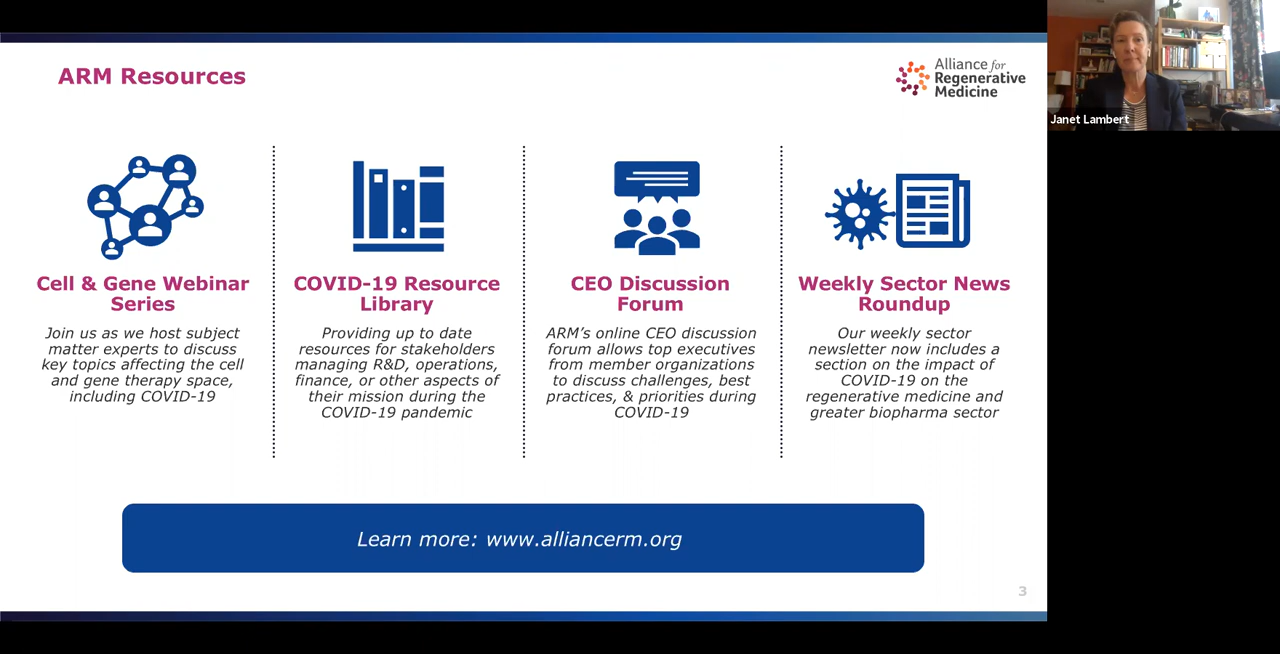 ARM Resources
Alliance for
Regenerative
Medicine
Janet Lambert
Cell & Gene Webinar
Series
Join us as we host subject
matter experts to discuss
key topics affecting the cell
and gene therapy space,
including COVID-19
COVID-19 Resource
Library
Providing up to date
resources for stakeholders
managing R&D, operations,
finance, or other aspects of
their mission during the
COVID-19 pandemic
CEO Discussion
Forum
ARM’s online CEO discussion
forum allows top executives
from member organizations
to discuss challenges, best
practices, & priorities during
COVID-19
Weekly Sector News
Roundup
Our weekly sector
newsletter now includes a
section on the impact of
COVID-19 on the
regenerative medicine and
greater biopharma sector
Learn more: www.alliancerm.org
3